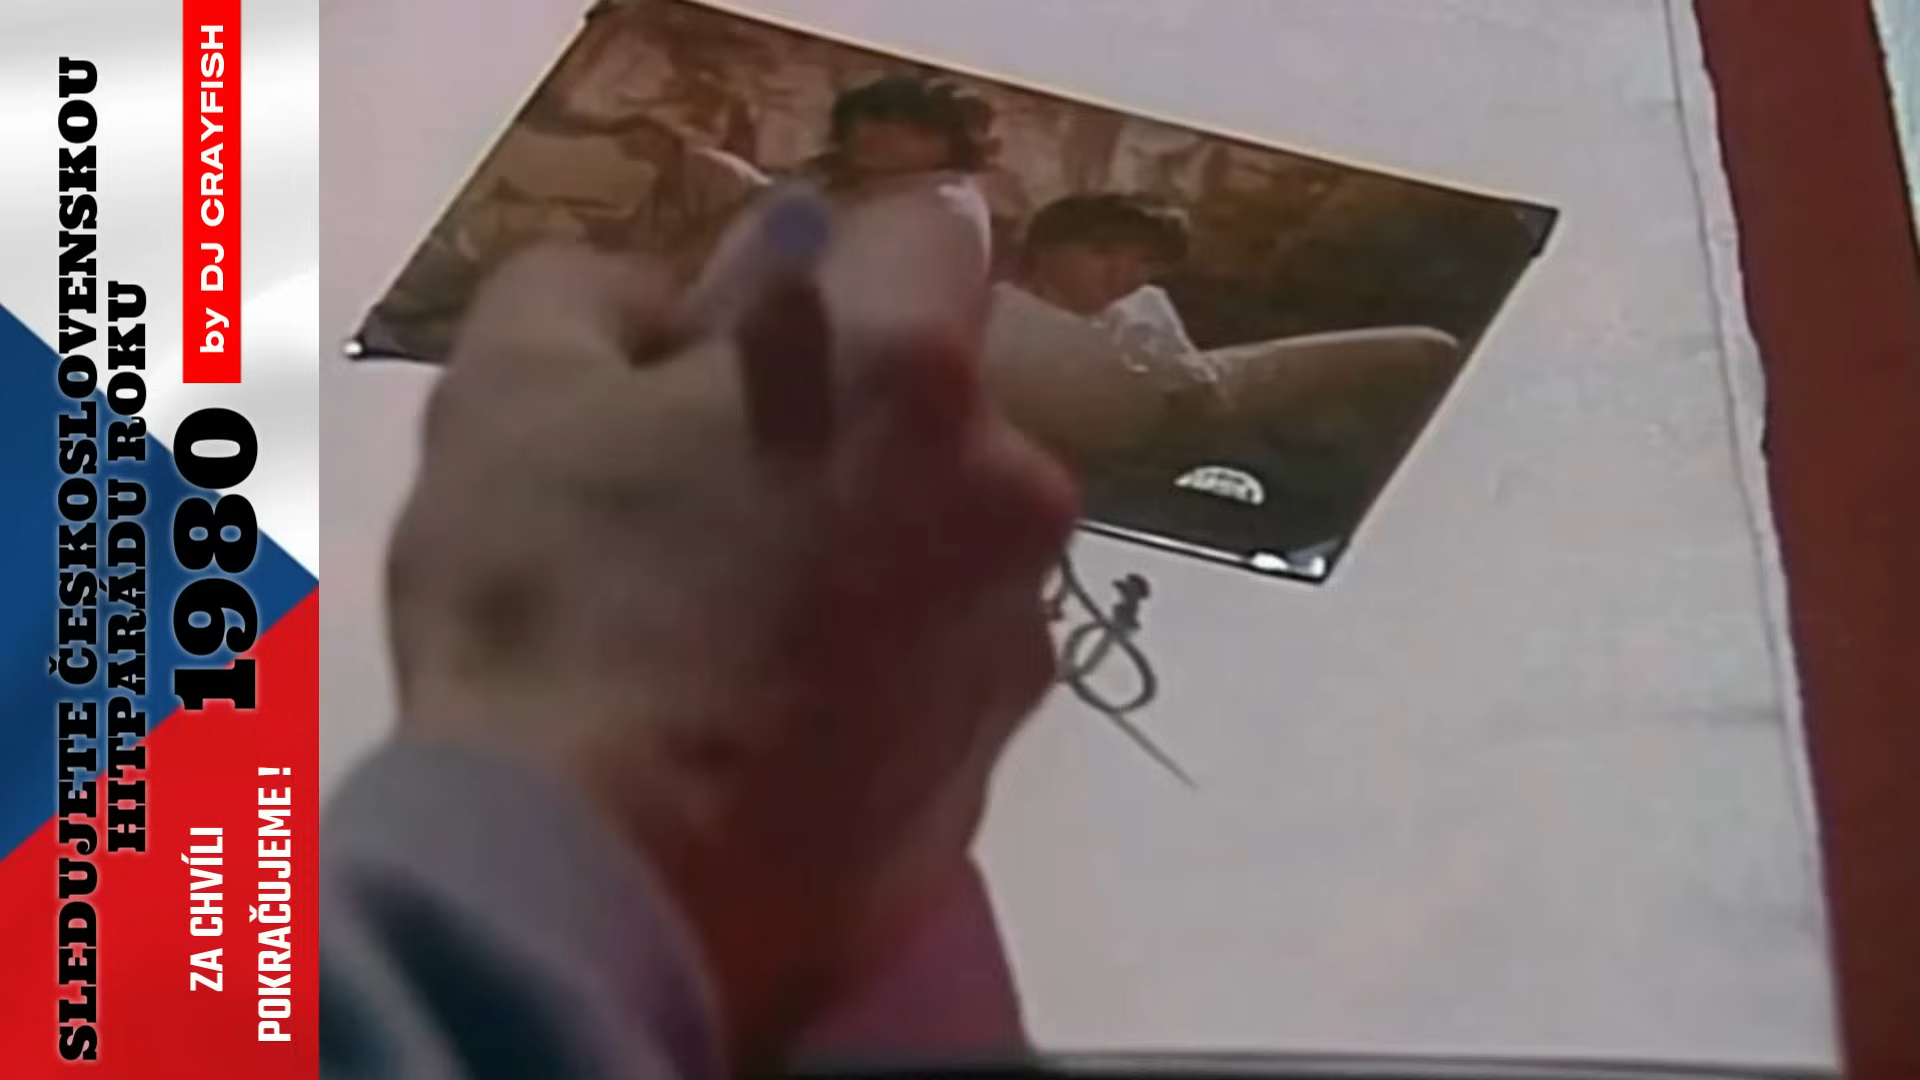 SLEDUJETE ČESKOSLOVENSKOU
HITPARÁDU ROKU
1980
by DJ CRAYFISH
ZA CHVÍLI
POKRAČUJEME !